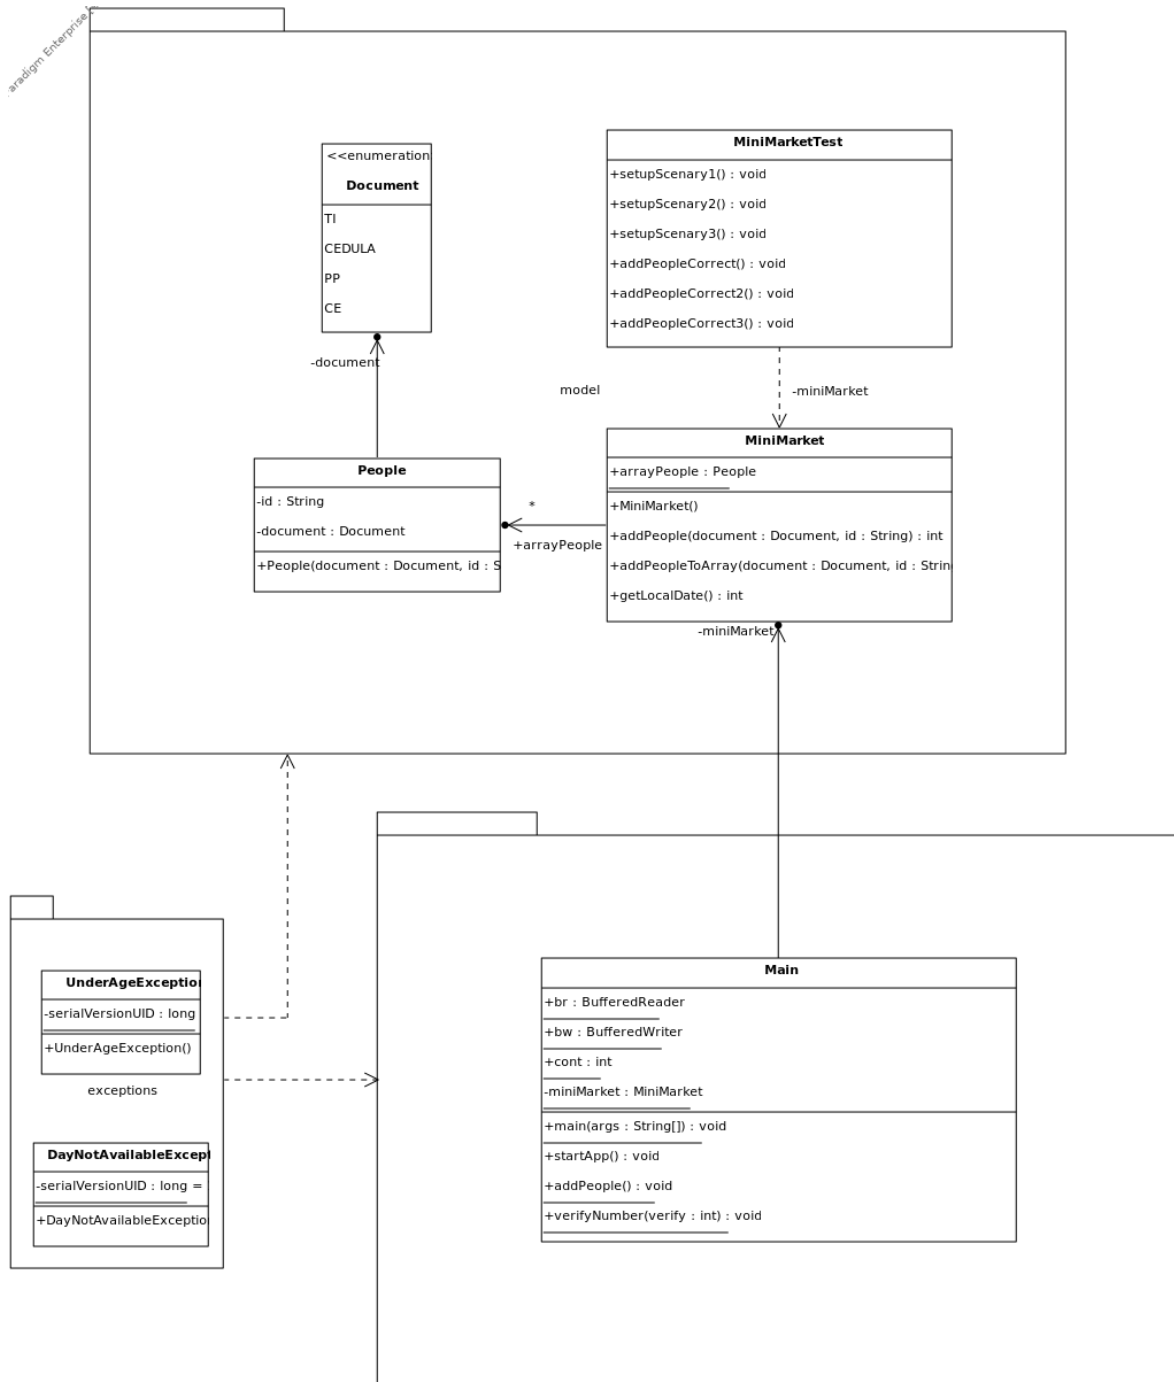 aradigm Enterprise
<<enumeration
Document
TI
CEDULA
PP
CE
-document
MiniMarketTest
+setupScenary1() : void
+setupScenary2() : void
+setupScenary3() : void
+addPeopleCorrect() : void
+addPeopleCorrect2() : void
+addPeopleCorrect3() : void
model
-miniMarket
People
-id : String
-document : Document
+People(document : Document, id : S
*
+arrayPeople
MiniMarket
+arrayPeople : People
+MiniMarket()
+addPeople(document : Document, id : String) : int
+addPeopleToArray(document : Document, id : Strin
+getLocalDate() : int
-miniMarket
UnderAgeException
-serialVersionUID : long
+UnderAgeException()
exceptions
DayNotAvailableExcept
-serialVersionUID : long =
+DayNotAvailableExceptio
Main
+br : BufferedReader
+bw : BufferedWriter
+cont : int
-miniMarket : MiniMarket
+main(args : String[]) : void
+startApp() : void
+addPeople() : void
+verifyNumber(verify : int) : void